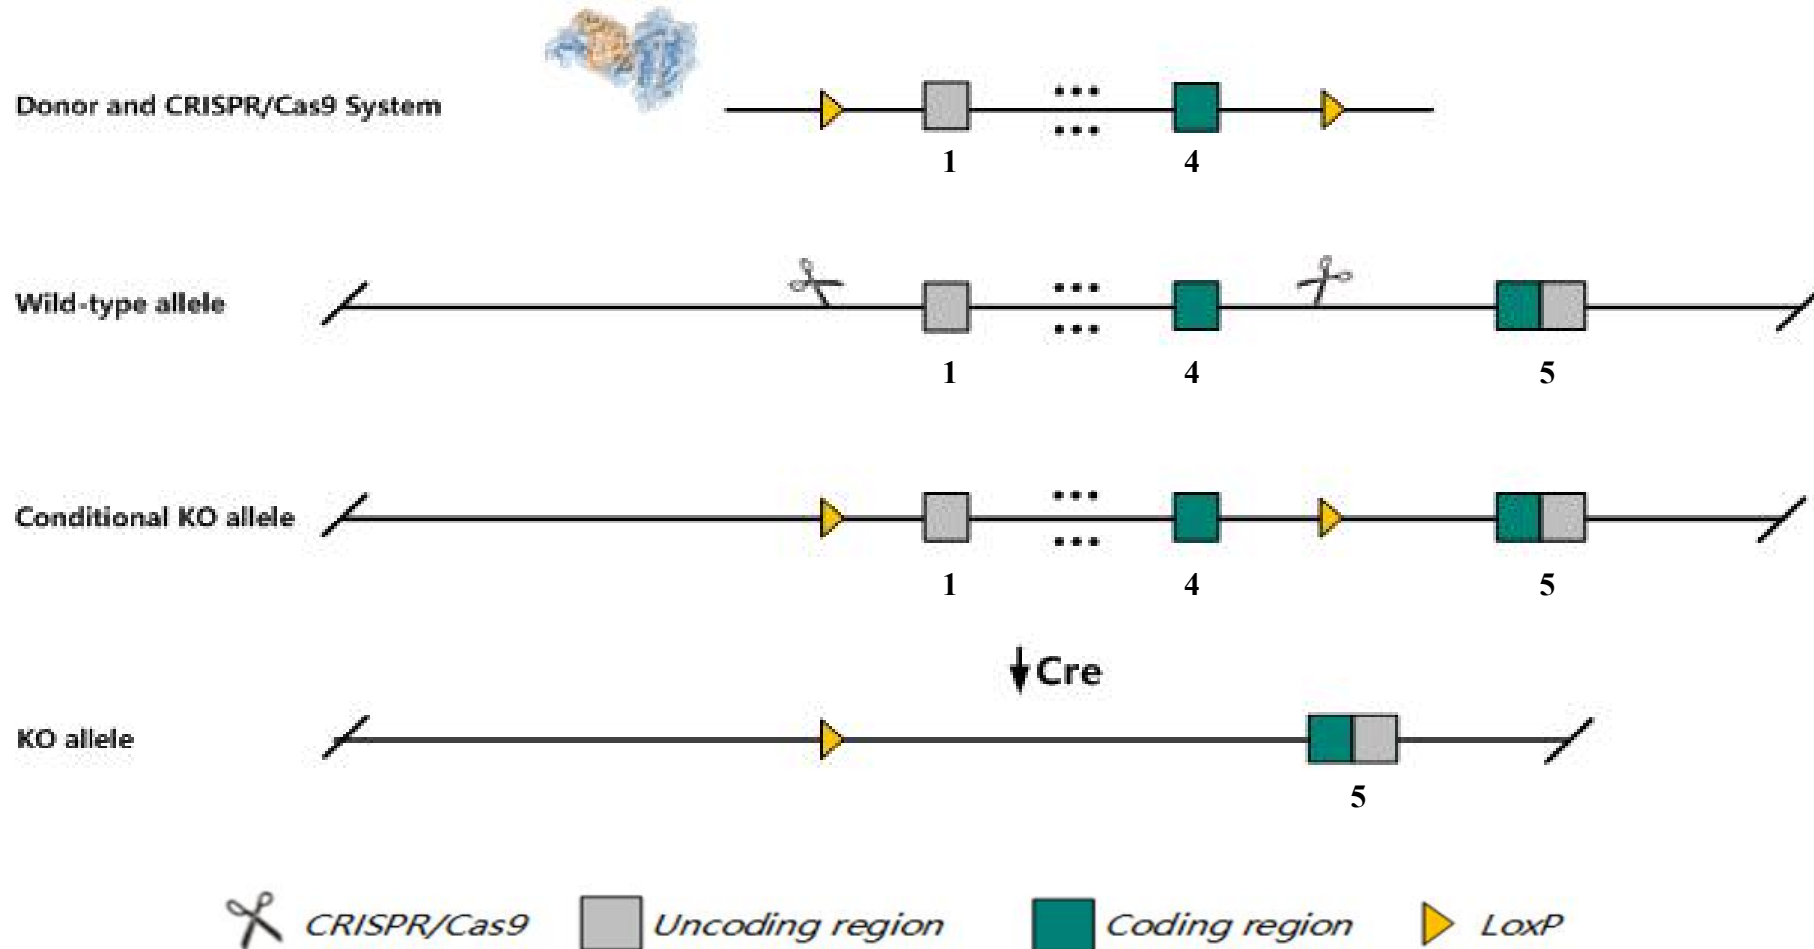 Donor and CRISPR/Cas9 System
1 4
Wild-type allele
1 4 5
Conditional KO allele
1 4 5
Cre
KO allele
5
CRISPR/Cas9 Uncoding region Coding region LoxP